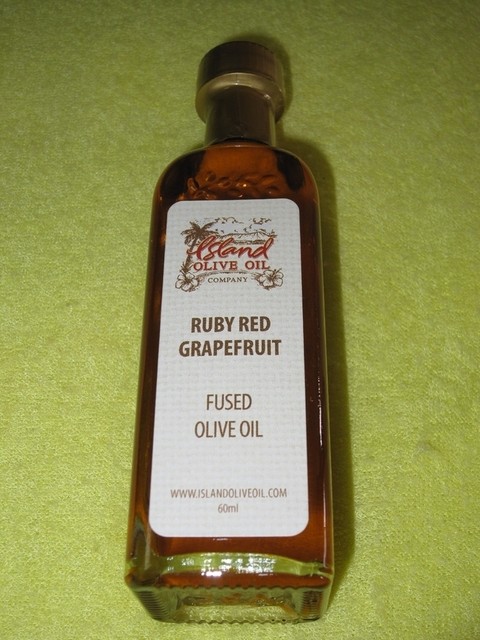 Island
OLIVE OIL
COMPANY
RUBY RED
GRAPEFRUIT
FUSED
OLIVE OIL
WWW.ISLANDOLIVEOIL.COM
60ml